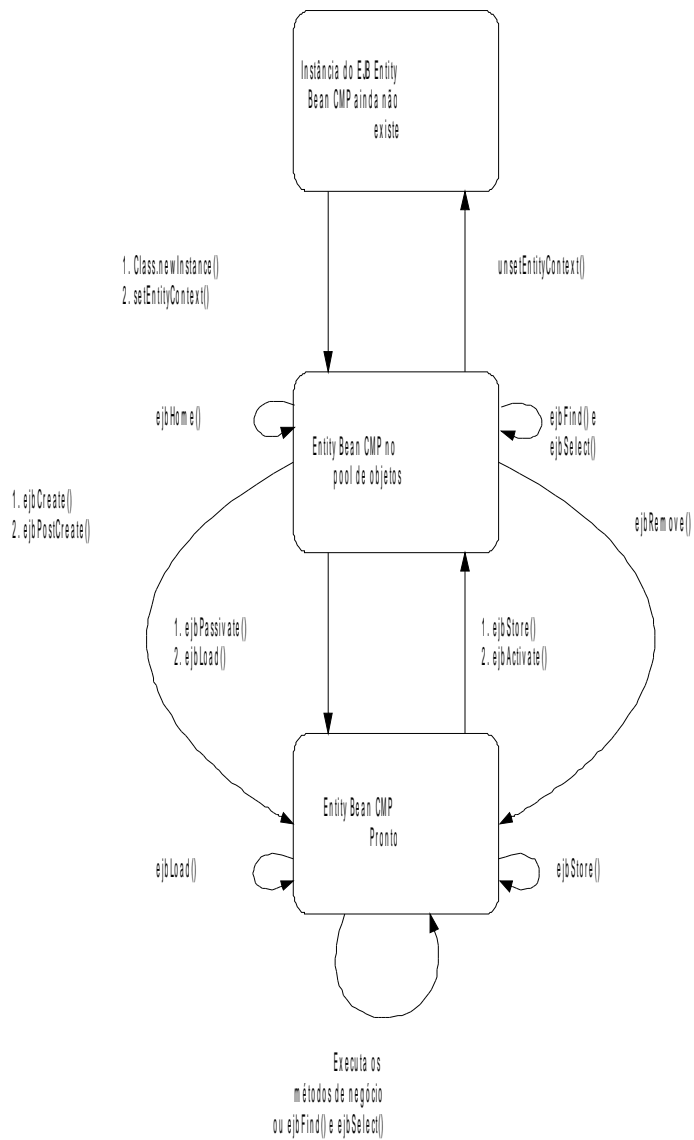 Instância do EJB Entity
Bean CMP ainda não
existe
1. Class.newInstance()
2. setEntityContext()
unsetEntityContext()
ejbHome()
ejbFind() e
ejbSelect()
Entity Bean CMP no
pool de objetos
1. ejbCreate()
2. ejbPostCreate()
ejbRemove()
1. ejbPassivate()
2. ejbLoad()
1. ejbStore()
2. ejbActivate()
Entity Bean CMP
Pronto
ejbLoad()
ejbStore()
Executa os
métodos de negócio
ou ejbFind() e ejbSelect()